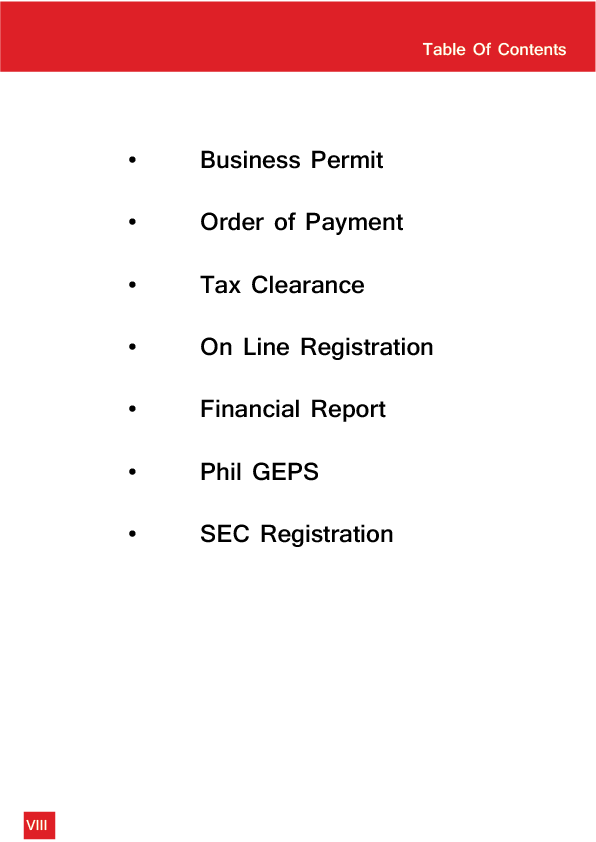 Table Of Contents
• Business Permit
• Order of Payment
• Tax Clearance
• On Line Registration
• Financial Report
• Phil GEPS
• SEC Registration
VIII